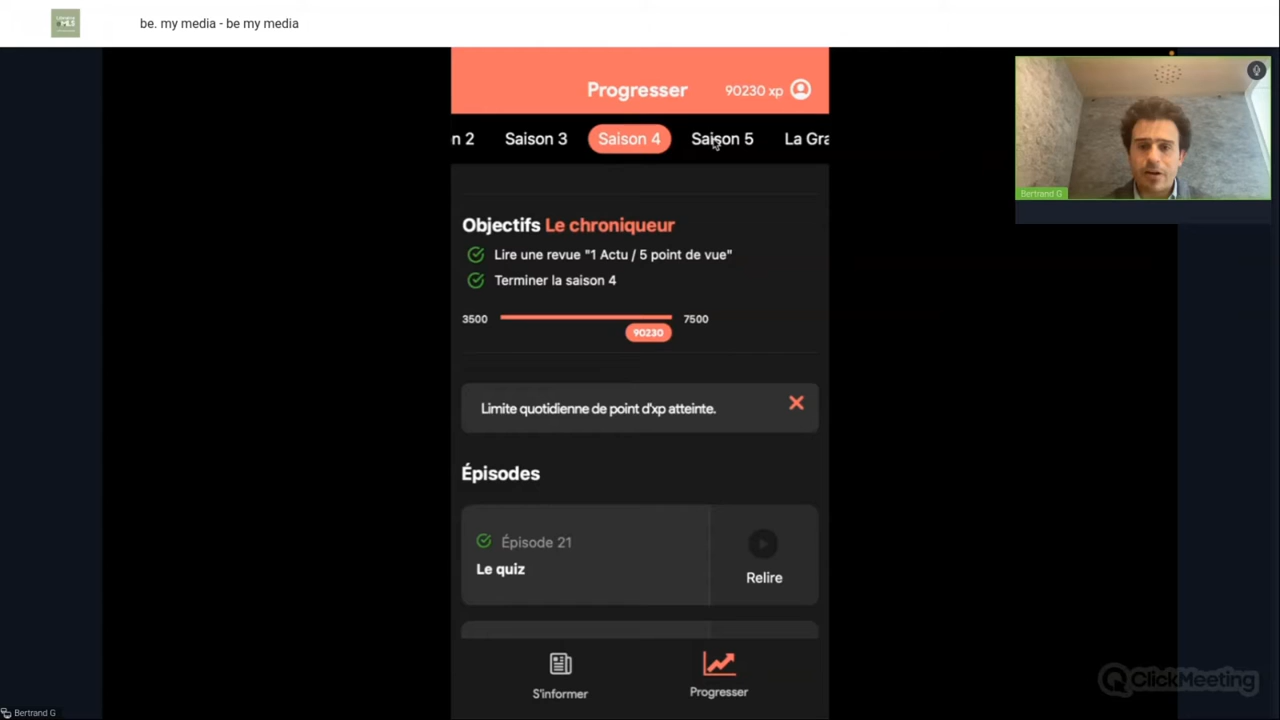 be. my media - be my media
Progresser
90230 xp
n 2
Saison 3
Saison 4
Saison 5
La Gra
Objectifs Le chroniqueur
Lire une revue "1 Actu / 5 point de vue"
Terminer la saison 4
3500
7500
90230
Limite quotidienne de point d'xp atteinte.
Épisodes
Épisode 21
Le quiz
Relire
S'informer
Progresser
Bertrand G
ClickMeeting
Bertrand G